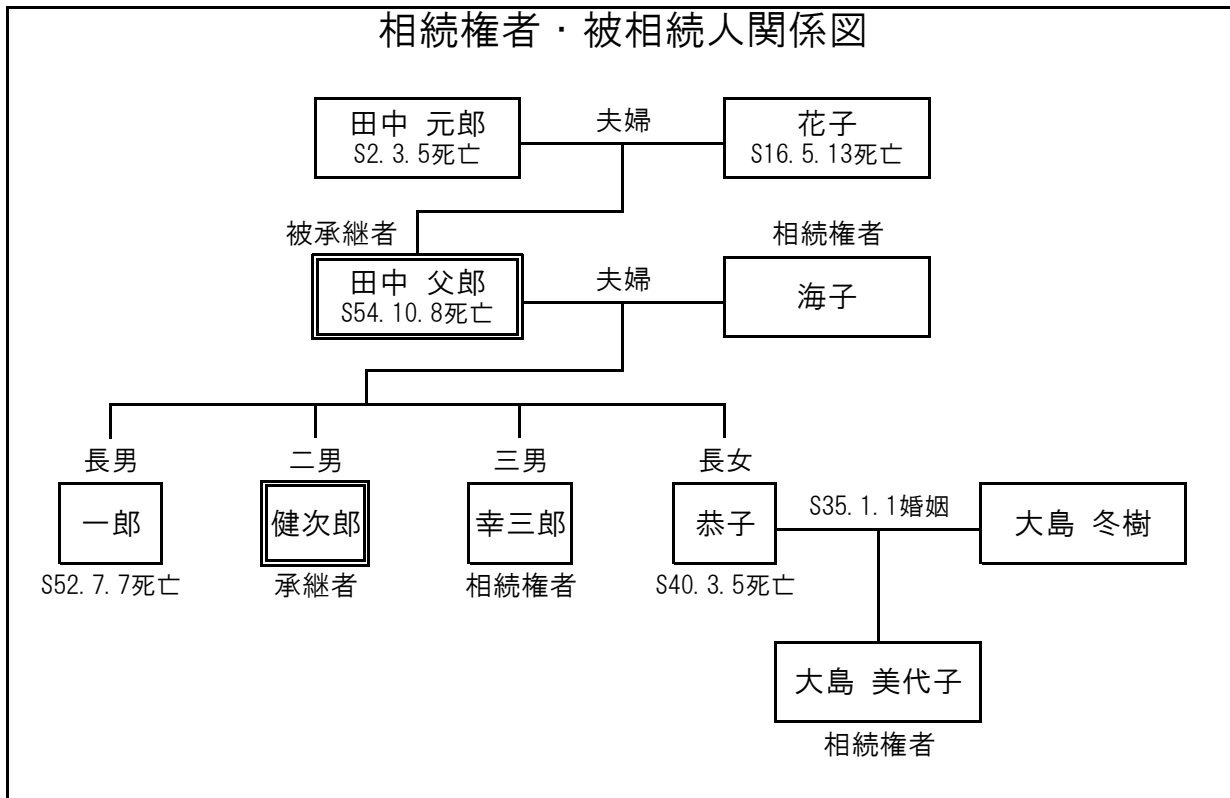 相続権者・被相続人関係図
田中 元郎
S2.3.5死亡
夫婦
花子
S16.5.13死亡
被承継者
田中 父郎
S54.10.8死亡
夫婦
相続権者
海子
長男
一郎
S52.7.7死亡
二男
健次郎
承継者
三男
幸三郎
相続権者
長女
恭子
S40.3.5死亡
S35.1.1婚姻
大島 冬樹
大島 美代子
相続権者